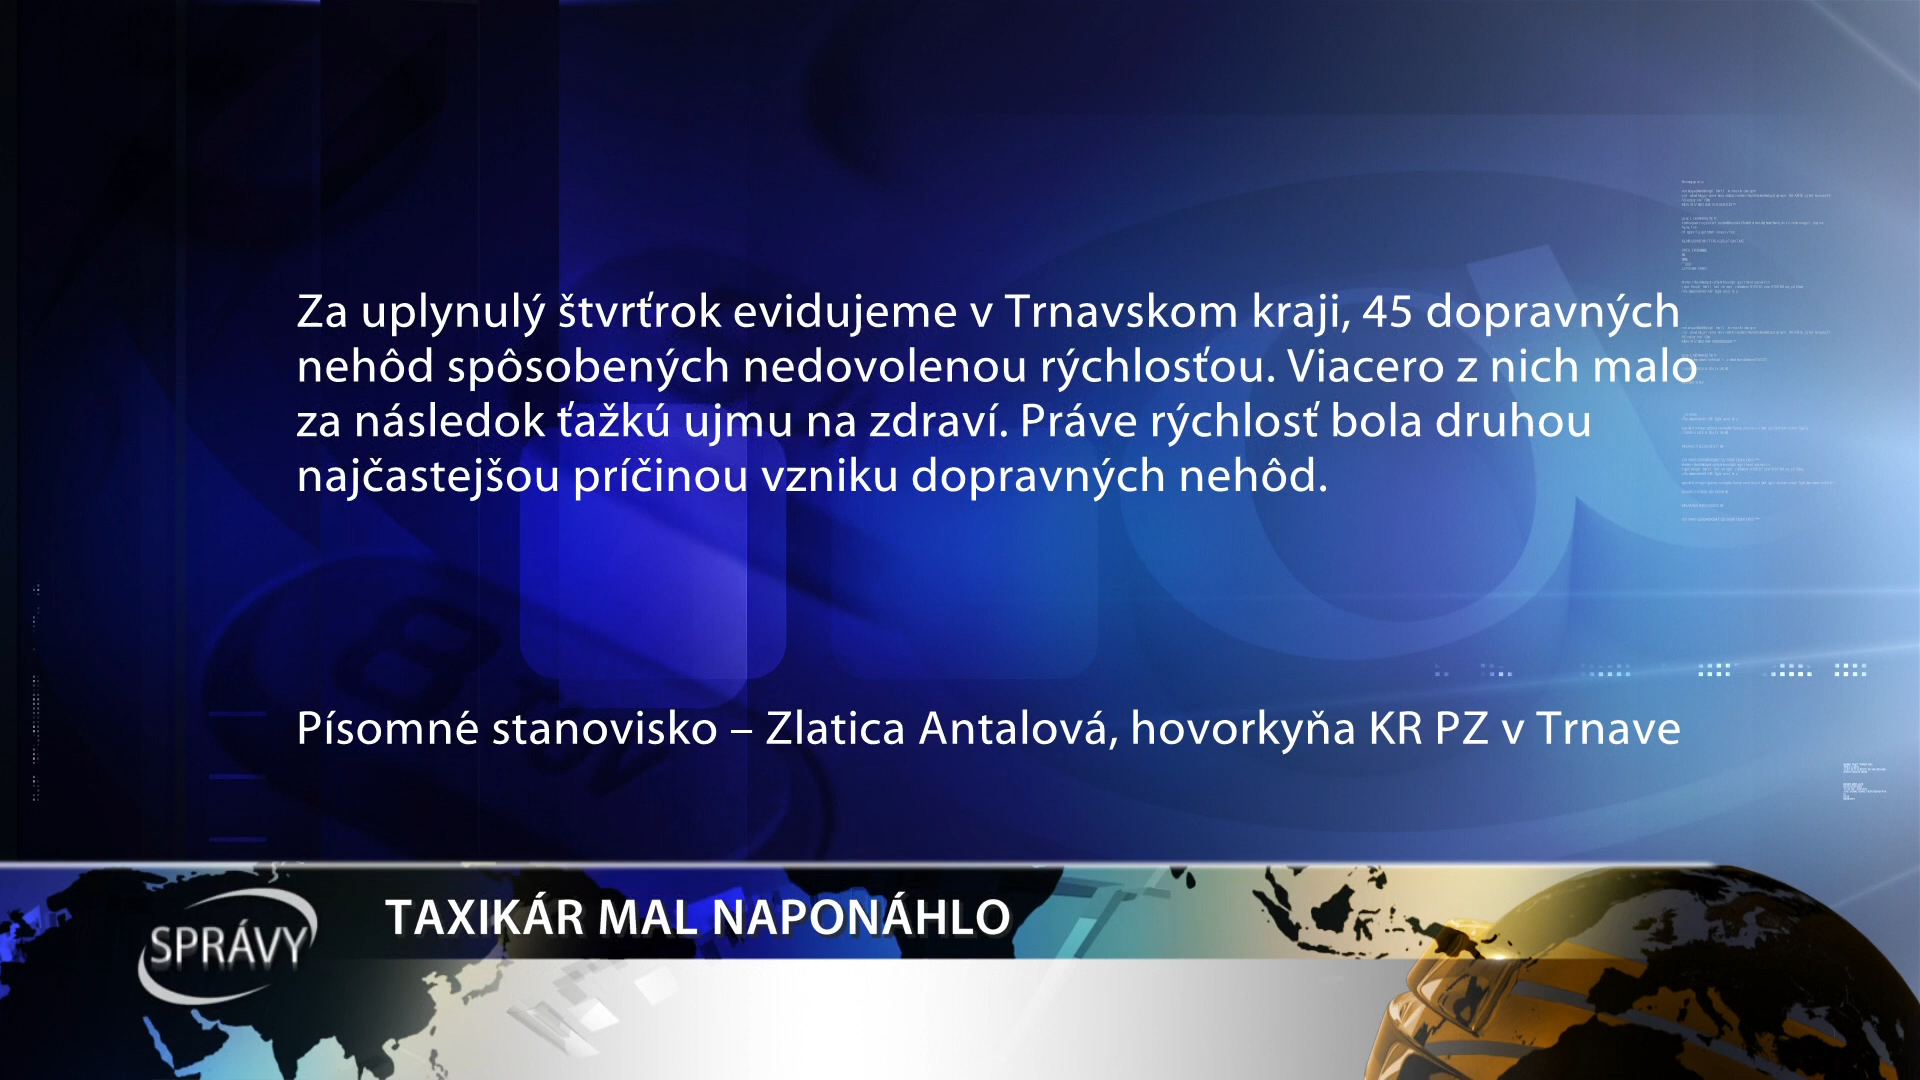 Za uplynulý štvrťrok evidujeme v Trnavskom kraji, 45 dopravných
nehôd spôsobených nedovolenou rýchlosťou. Viacero z nich malo
za následok ťažkú ujmu na zdraví. Práve rýchlosť bola druhou
najčastejšou príčinou vzniku dopravných nehôd.
Písomné stanovisko – Zlatica Antalová, hovorkyňa KR PZ v Trnave
TAXIKÁR MAL NAPONÁHLO
SPRÁVY